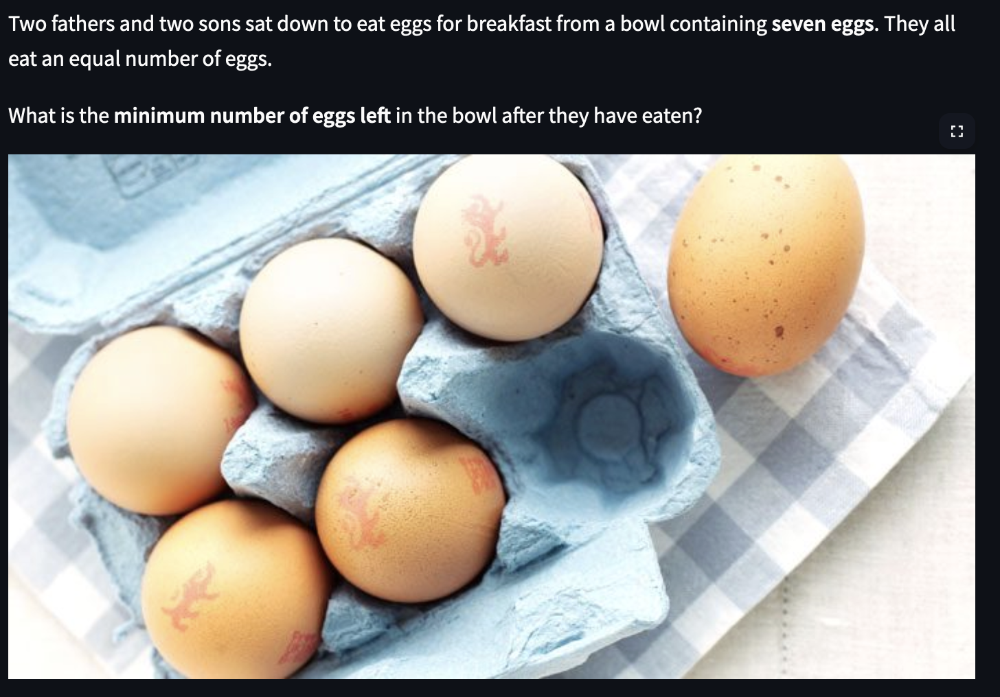 Two fathers and two sons sat down to eat eggs for breakfast from a bowl containing seven eggs. They all
eat an equal number of eggs.
What is the minimum number of eggs left in the bowl after they have eaten?